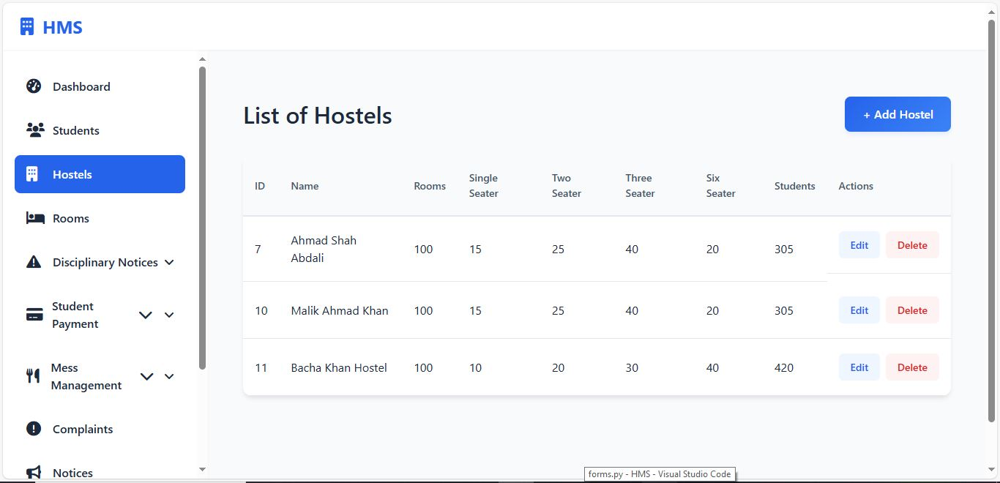 HMS
Dashboard
Students
Hostels
Rooms
Disciplinary Notices
Student
Payment
Mess
Management
Complaints
Notices
List of Hostels
+ Add Hostel
ID Name Rooms Single Seater Two Seater Three Seater Six Seater Students Actions
7 Ahmad Shah Abdali 100 15 25 40 20 305 Edit Delete
10 Malik Ahmad Khan 100 15 25 40 20 305 Edit Delete
11 Bacha Khan Hostel 100 10 20 30 40 420 Edit Delete
forms.py - HMS - Visual Studio Code